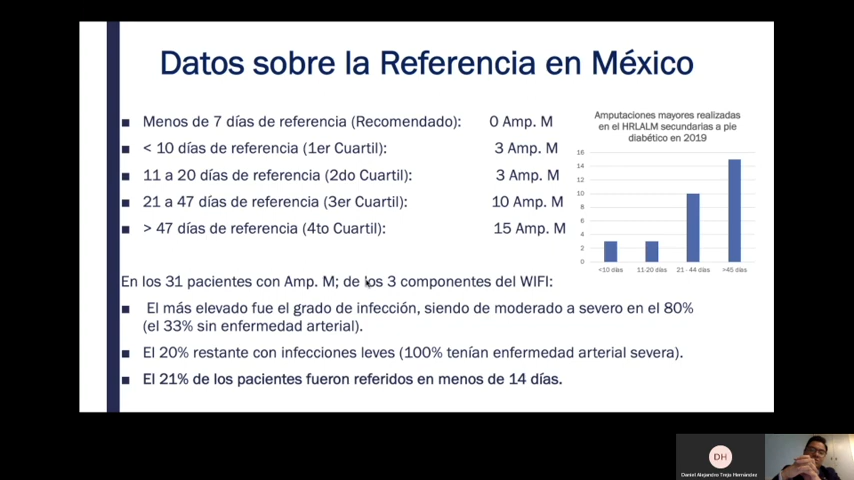 Datos sobre la Referencia en México
■ Menos de 7 días de referencia (Recomendado): 0 Amp. M
■ < 10 días de referencia (1er Cuartil): 3 Amp. M
■ 11 a 20 días de referencia (2do Cuartil): 3 Amp. M
■ 21 a 47 días de referencia (3er Cuartil): 10 Amp. M
■ > 47 días de referencia (4to Cuartil): 15 Amp. M
Amputaciones mayores realizadas
en el HRLALM secundarias a pie
diabético en 2019
16
14
12
10
8
6
4
2
0
<10 días 11-20 días 21 - 44 días >45 días
En los 31 pacientes con Amp. M; de los 3 componentes del WIFI:
■ El más elevado fue el grado de infección, siendo de moderado a severo en el 80%
(el 33% sin enfermedad arterial).
■ El 20% restante con infecciones leves (100% tenían enfermedad arterial severa).
■ El 21% de los pacientes fueron referidos en menos de 14 días.
DH
Daniel Alejandro Trejo Hernández